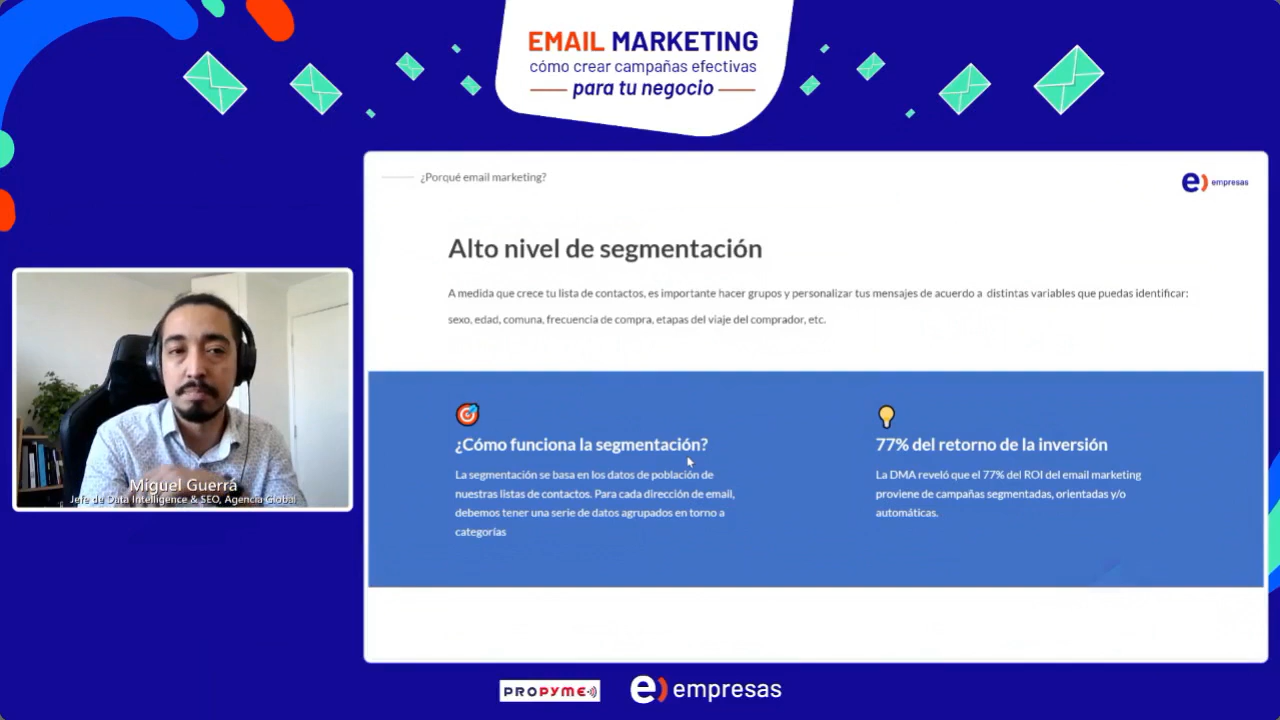 EMAIL MARKETING
cómo crear campañas efectivas
para tu negocio
¿Porqué email marketing?
e) empresas
Alto nivel de segmentación
A medida que crece tu lista de contactos, es importante hacer grupos y personalizar tus mensajes de acuerdo a distintas variables que puedas identificar:
sexo, edad, comuna, frecuencia de compra, etapas del viaje del comprador, etc.
¿Cómo funciona la segmentación?
La segmentación se basa en los datos de población de
nuestras listas de contactos. Para cada dirección de email,
debemos tener una serie de datos agrupados en torno a
categorías
77% del retorno de la inversión
La DMA reveló que el 77% del ROI del email marketing
proviene de campañas segmentadas, orientadas y/o
automáticas.
Miguel Guerra
Jefe de Data Intelligence & SEO, Agencia Global
PROPYME
e) empresas